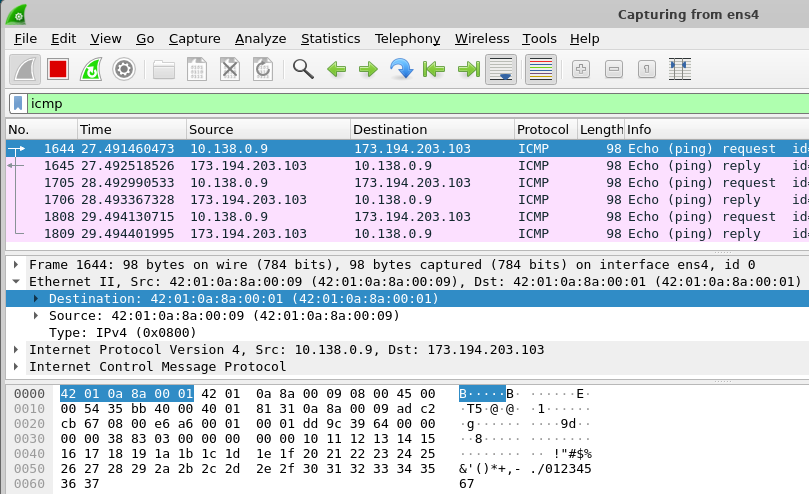 Capturing from ens4
File Edit View Go Capture Analyze Statistics Telephony Wireless Tools Help
icmp
No. Time Source Destination Protocol Length Info
1644 27.491460473 10.138.0.9 173.194.203.103 ICMP 98 Echo (ping) request id=
1645 27.492518526 173.194.203.103 10.138.0.9 ICMP 98 Echo (ping) reply id=
1705 28.492990533 10.138.0.9 173.194.203.103 ICMP 98 Echo (ping) request id=
1706 28.493367328 173.194.203.103 10.138.0.9 ICMP 98 Echo (ping) reply id=
1808 29.494130715 10.138.0.9 173.194.203.103 ICMP 98 Echo (ping) request id=
1809 29.494401995 173.194.203.103 10.138.0.9 ICMP 98 Echo (ping) reply id=
Frame 1644: 98 bytes on wire (784 bits), 98 bytes captured (784 bits) on interface ens4, id 0
Ethernet II, Src: 42:01:0a:8a:00:09 (42:01:0a:8a:00:09), Dst: 42:01:0a:8a:00:01 (42:01:0a:8a:00:01)
Destination: 42:01:0a:8a:00:01 (42:01:0a:8a:00:01)
Source: 42:01:0a:8a:00:09 (42:01:0a:8a:00:09)
Type: IPv4 (0x0800)
Internet Protocol Version 4, Src: 10.138.0.9, Dst: 173.194.203.103
Internet Control Message Protocol
0000 42 01 0a 8a 00 01 42 01 0a 8a 00 09 08 00 45 00 B·····B· ······E·
0010 00 54 35 bb 40 00 40 01 81 31 0a 8a 00 09 ad c2 ·T5·@·@· ·1······
0020 cb 67 08 00 e6 a6 00 01 00 01 dd 9c 39 64 00 00 ·g······ ····9d··
0030 00 00 38 83 03 00 00 00 00 00 10 11 12 13 14 15 ··8····· ········
0040 16 17 18 19 1a 1b 1c 1d 1e 1f 20 21 22 23 24 25 ········ ·· !"#$%
0050 26 27 28 29 2a 2b 2c 2d 2e 2f 30 31 32 33 34 35 &'()*+,- ./012345
0060 36 37 67